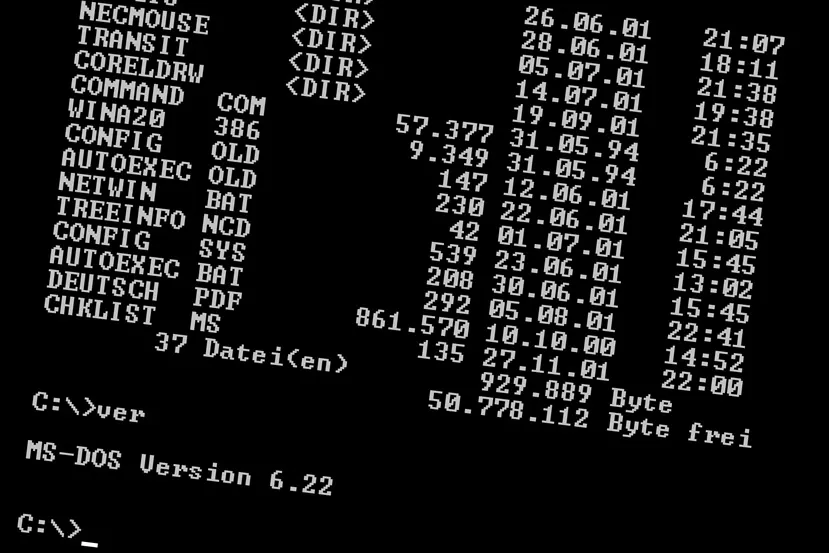 26.06.01 21:07
<DIR> 28.06.01 18:11
NECMOUSE <DIR> 05.07.01 21:38
TRANSIT <DIR> 14.07.01 19:38
CORELDRW <DIR> 19.09.01 21:35
COMMAND COM 57.377 31.05.94 6:22
WINA20 386 9.349 31.05.94 6:22
CONFIG OLD 147 12.06.01 17:44
AUTOEXEC OLD 230 22.06.01 21:05
NETWIN BAT 42 01.07.01 15:45
TREEINFO NCD 539 23.06.01 13:02
CONFIG SYS 208 30.06.01 15:45
AUTOEXEC BAT 292 05.08.01 22:41
DEUTSCH PDF 861.570 10.10.00 14:52
CHKLIST MS 135 27.11.01 22:00
37 Datei(en) 929.889 Byte
50.778.112 Byte frei
C:\>ver
MS-DOS Version 6.22
C:\>_